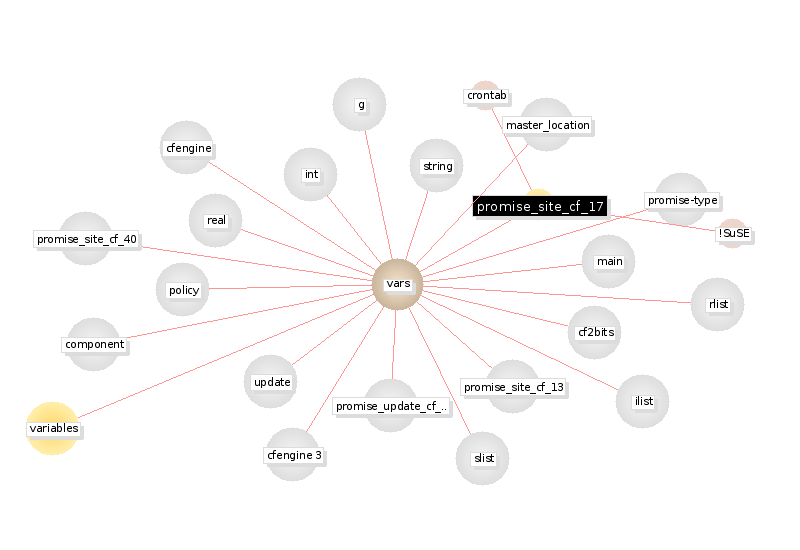 crontab
g
master_location
cfengine
string
int
promise_site_cf_17
promise-type
real
!SuSE
promise_site_cf_40
main
vars
policy
rlist
cf2bits
component
update
promise_site_cf_13
ilist
promise_update_cf_..
variables
cfengine 3
slist